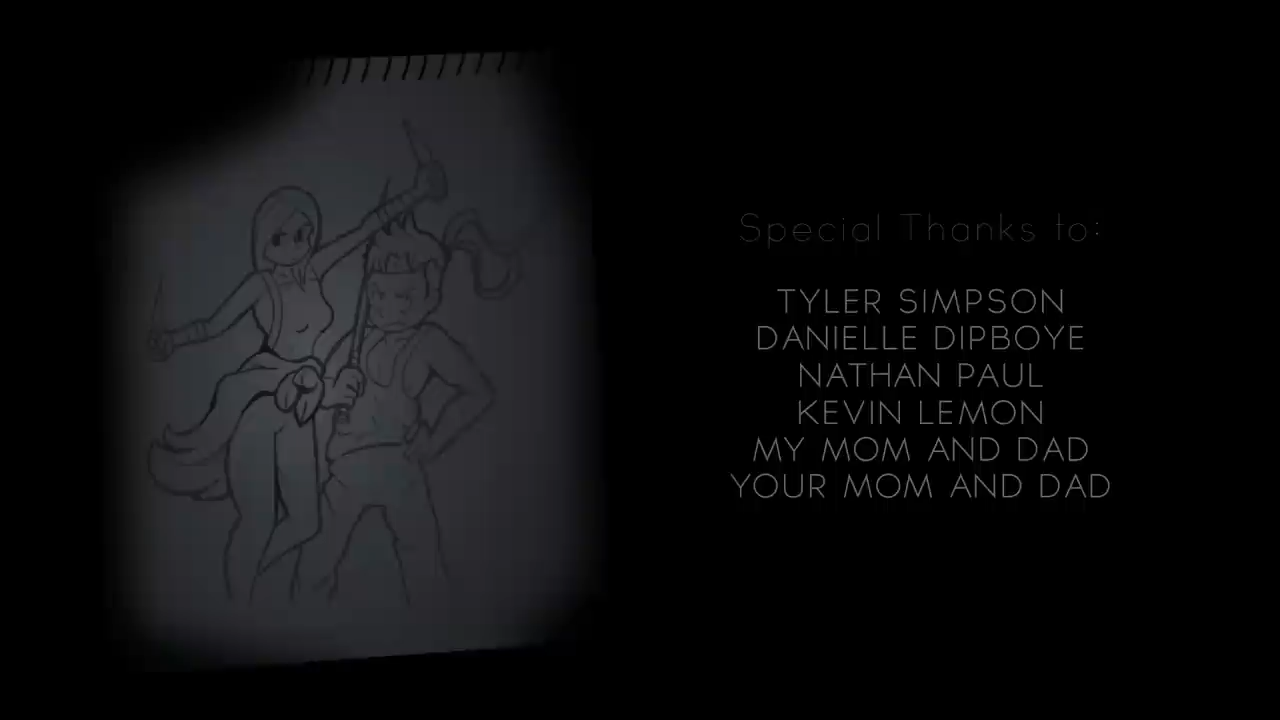 Special Thanks to:
TYLER SIMPSON
DANIELLE DIPBOYE
NATHAN PAUL
KEVIN LEMON
MY MOM AND DAD
YOUR MOM AND DAD